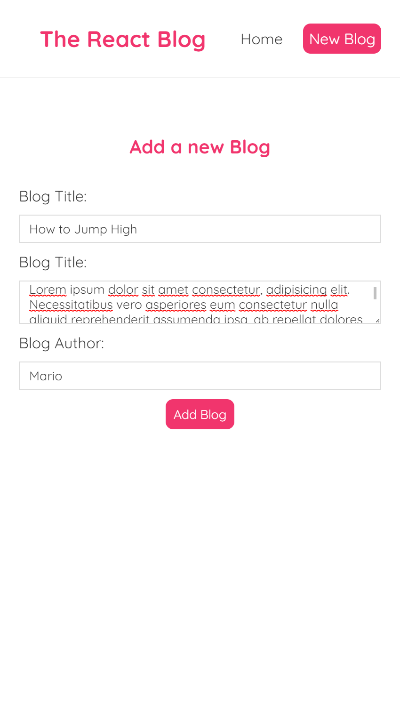 The React Blog
Home
New Blog
Add a new Blog
Blog Title:
How to Jump High
Blog Title:
Lorem ipsum dolor sit amet consectetur, adipisicing elit.
Necessitatibus vero asperiores eum consectetur nulla
aliquid reprehenderit assumenda ipsa, ab repellat dolores
Blog Author:
Mario
Add Blog